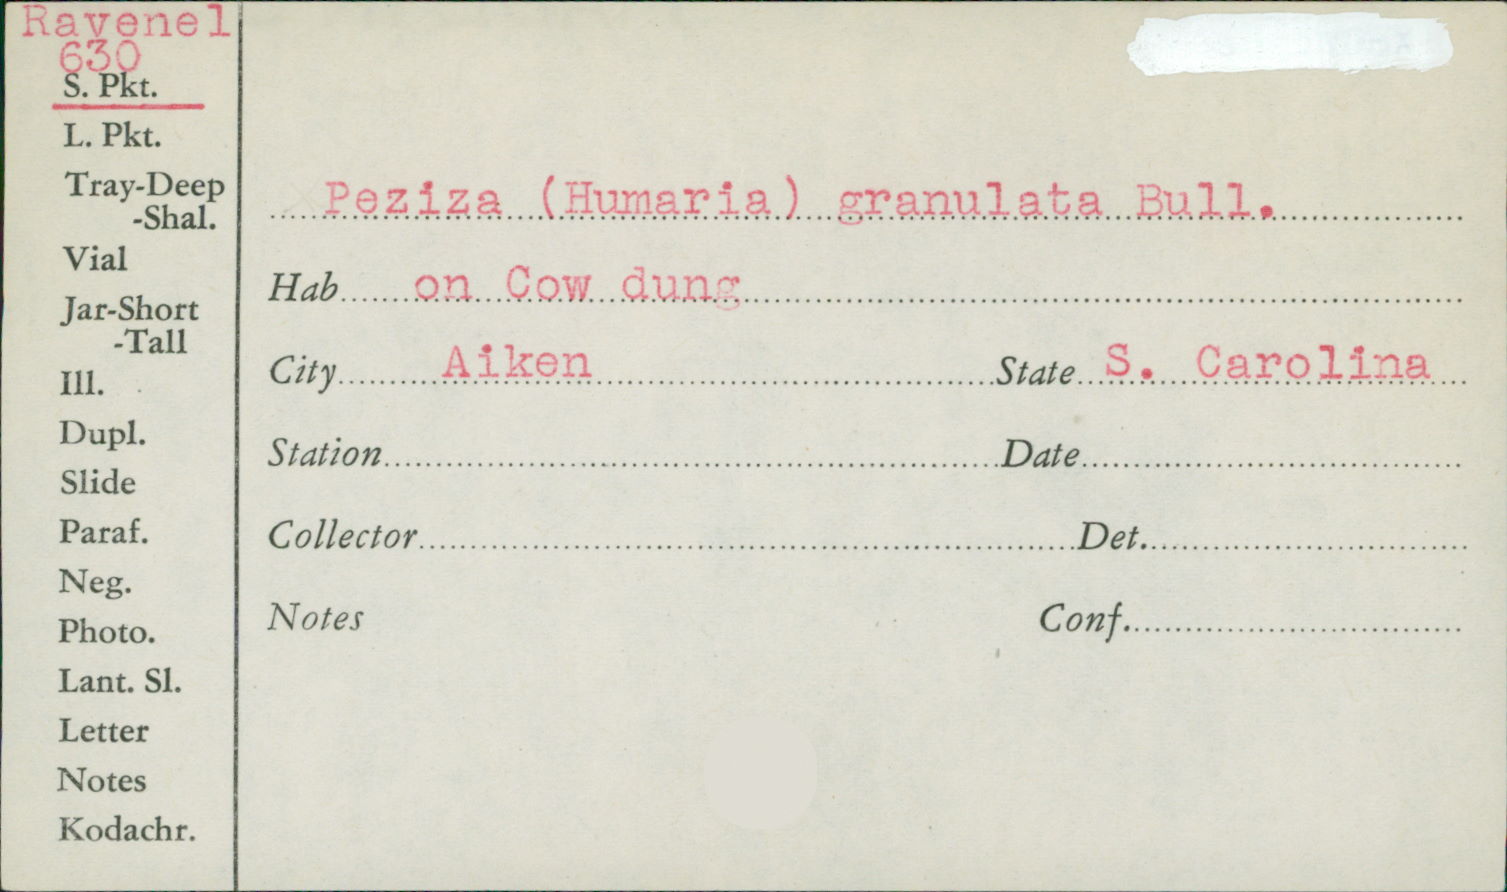 Ravenel
630
S. Pkt.
L. Pkt.
Tray-Deep
-Shal.
Vial
Jar-Short
-Tall
Ill.
Dupl.
Slide
Paraf.
Neg.
Photo.
Lant. Sl.
Letter
Notes
Kodachr.
Peziza (Humaria) granulata Bull.
Hab on Cow dung
City Aiken State S. Carolina
Station Date
Collector Det.
Notes Conf.